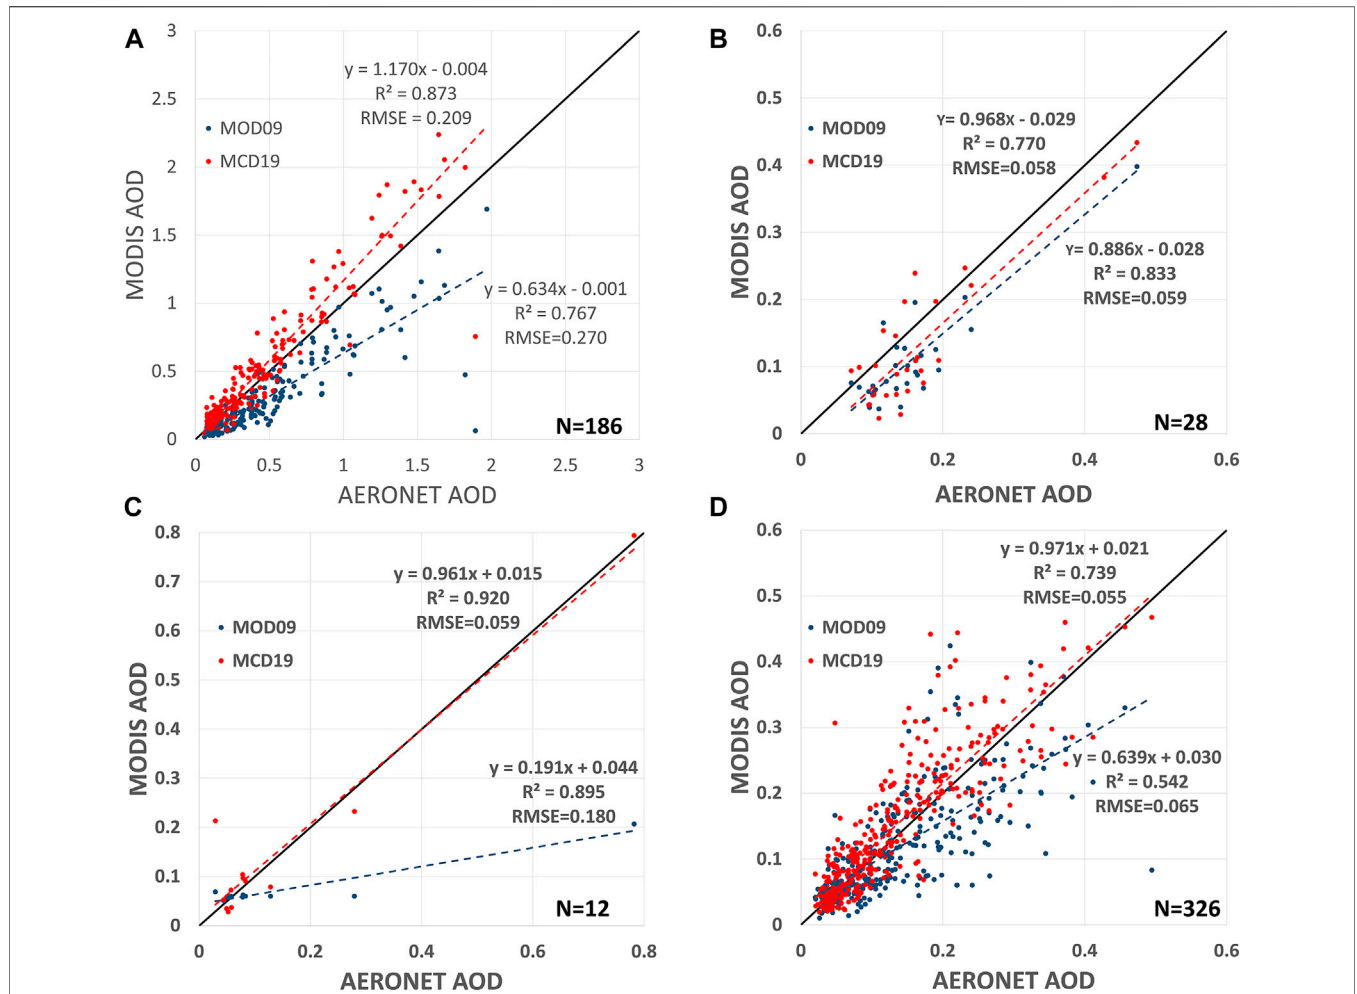 A
3
2.5
2
1.5
1
0.5
0
MODIS AOD
y = 1.170x - 0.004
R² = 0.873
RMSE = 0.209
MOD09
MCD19
y = 0.634x - 0.001
R² = 0.767
RMSE=0.270
N=186
0 0.5 1 1.5 2 2.5 3
AERONET AOD
B
0.6
0.5
0.4
0.3
0.2
0.1
0
MODIS AOD
Y= 0.968x - 0.029
R² = 0.770
RMSE=0.058
MOD09
MCD19
Y= 0.886x - 0.028
R² = 0.833
RMSE=0.059
N=28
0 0.2 0.4 0.6
AERONET AOD
C
0.8
0.7
0.6
0.5
0.4
0.3
0.2
0.1
0
MODIS AOD
y = 0.961x + 0.015
R² = 0.920
RMSE=0.059
MOD09
MCD19
y = 0.191x + 0.044
R² = 0.895
RMSE=0.180
N=12
0 0.2 0.4 0.6 0.8
AERONET AOD
D
0.6
0.5
0.4
0.3
0.2
0.1
0
MODIS AOD
y = 0.971x + 0.021
R² = 0.739
RMSE=0.055
MOD09
MCD19
y = 0.639x + 0.030
R² = 0.542
RMSE=0.065
N=326
0 0.2 0.4 0.6
AERONET AOD